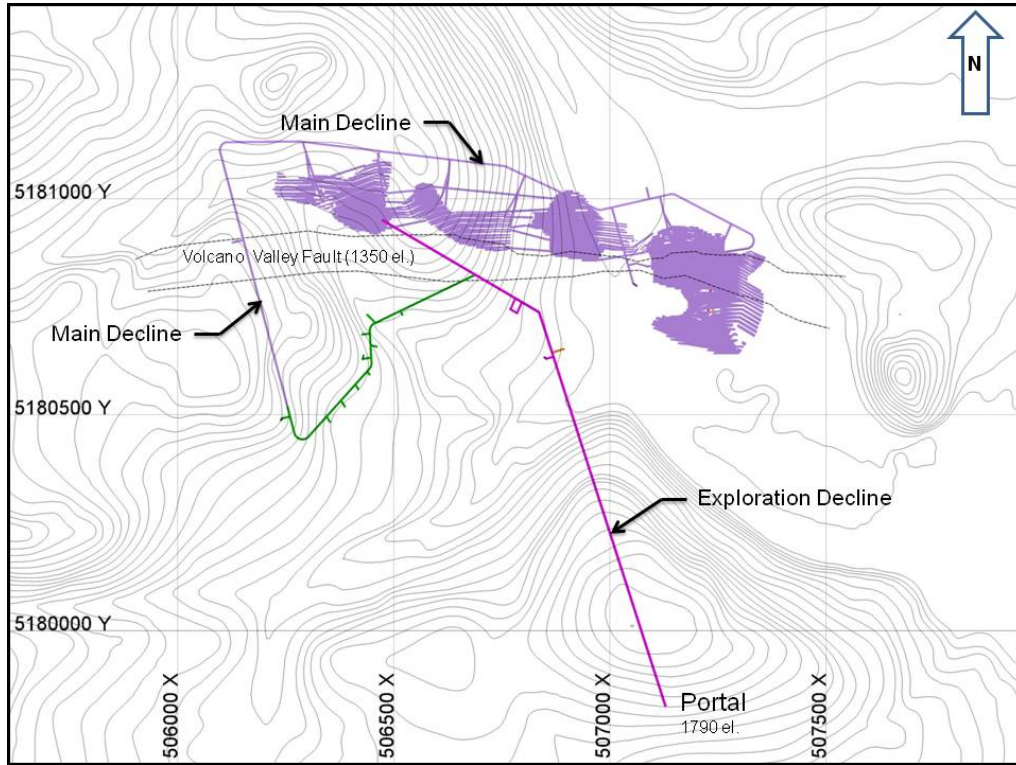 N
Main Decline
5181000 Y
Volcano Valley Fault (1350 el.)
Main Decline
5180500 Y
Exploration Decline
5180000 Y
506000 X
506500 X
507000 X
507500 X
Portal
1790 el.